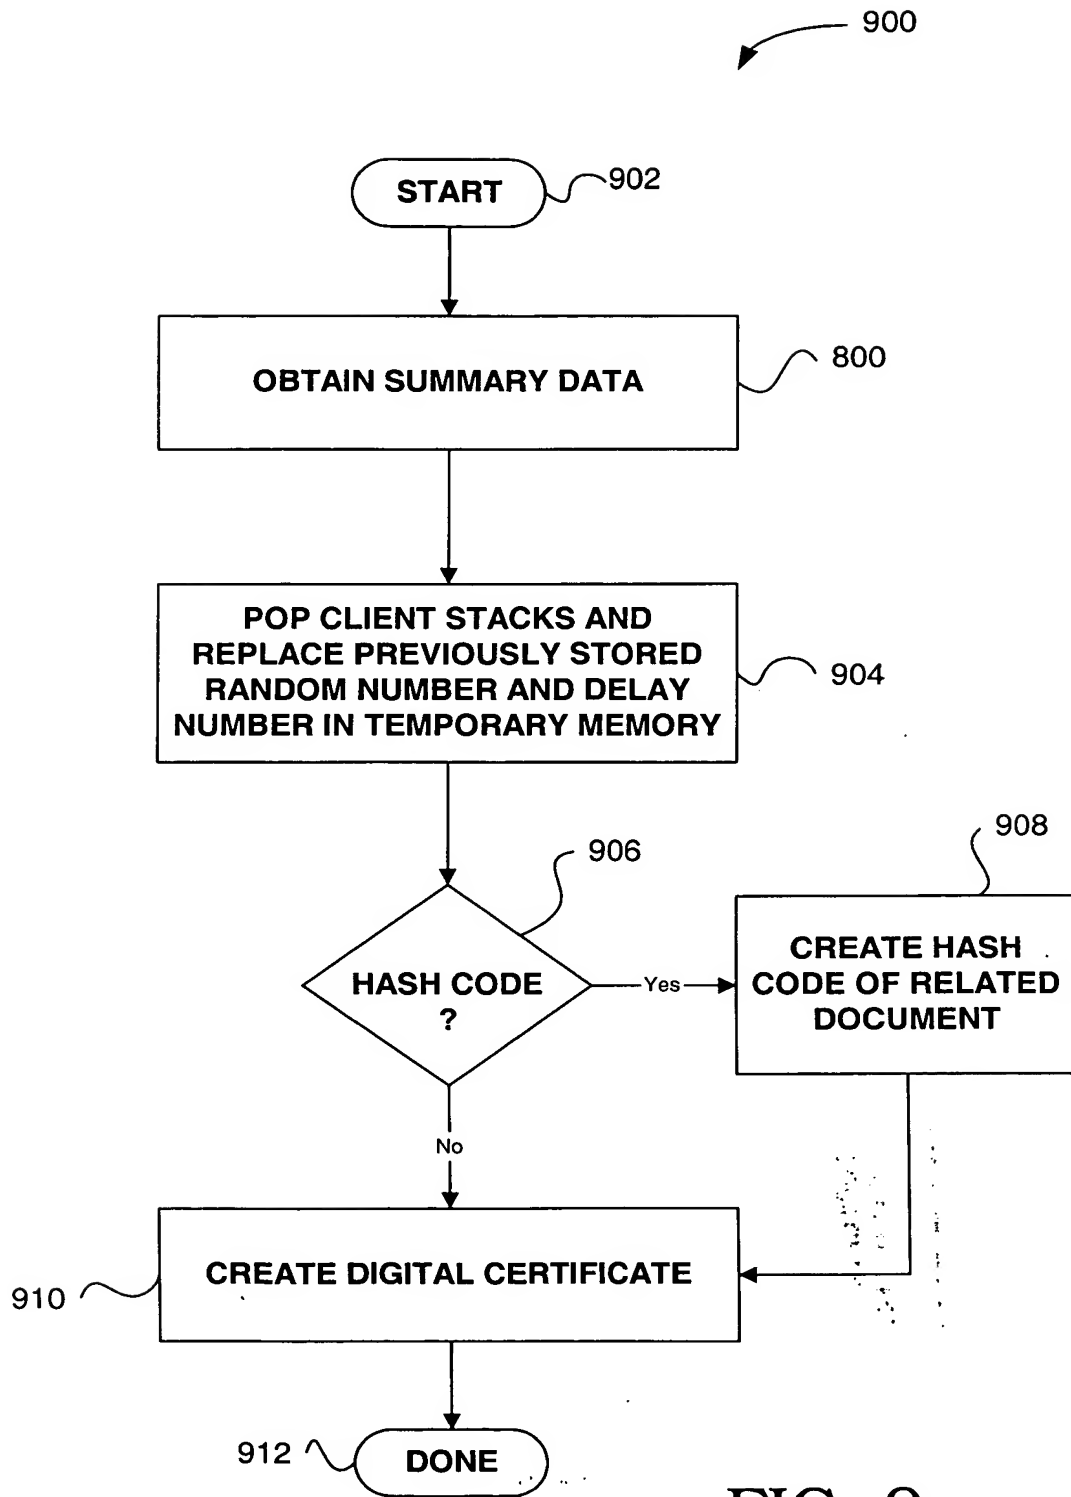 900
START
902
OBTAIN SUMMARY DATA
800
POP CLIENT STACKS AND
REPLACE PREVIOUSLY STORED
RANDOM NUMBER AND DELAY
NUMBER IN TEMPORARY MEMORY
904
906
HASH CODE
?
Yes
908
CREATE HASH
CODE OF RELATED
DOCUMENT
No
CREATE DIGITAL CERTIFICATE
910
912
DONE
FIG. 9